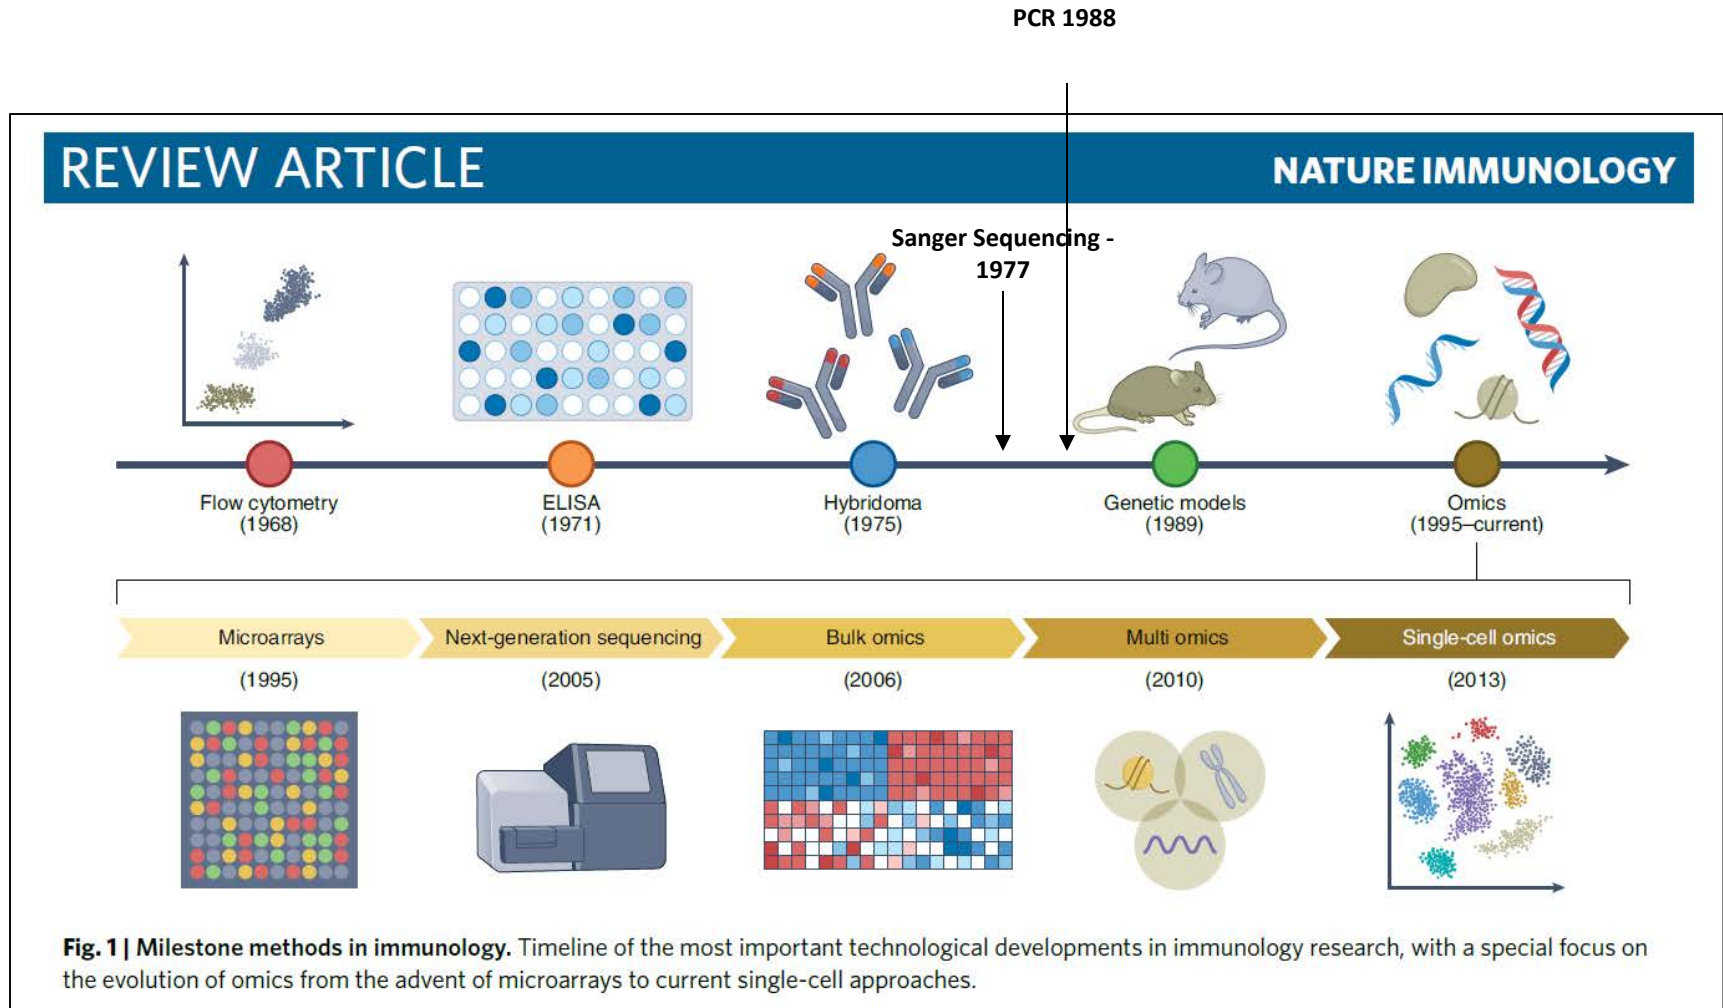 PCR 1988
REVIEW ARTICLE
NATURE IMMUNOLOGY
Sanger Sequencing -
1977
Flow cytometry
(1968)
ELISA
(1971)
Hybridoma
(1975)
Genetic models
(1989)
Omics
(1995–current)
Microarrays
Next-generation sequencing
Bulk omics
Multi omics
Single-cell omics
(1995)
(2005)
(2006)
(2010)
(2013)
Fig. 1 | Milestone methods in immunology. Timeline of the most important technological developments in immunology research, with a special focus on
the evolution of omics from the advent of microarrays to current single-cell approaches.